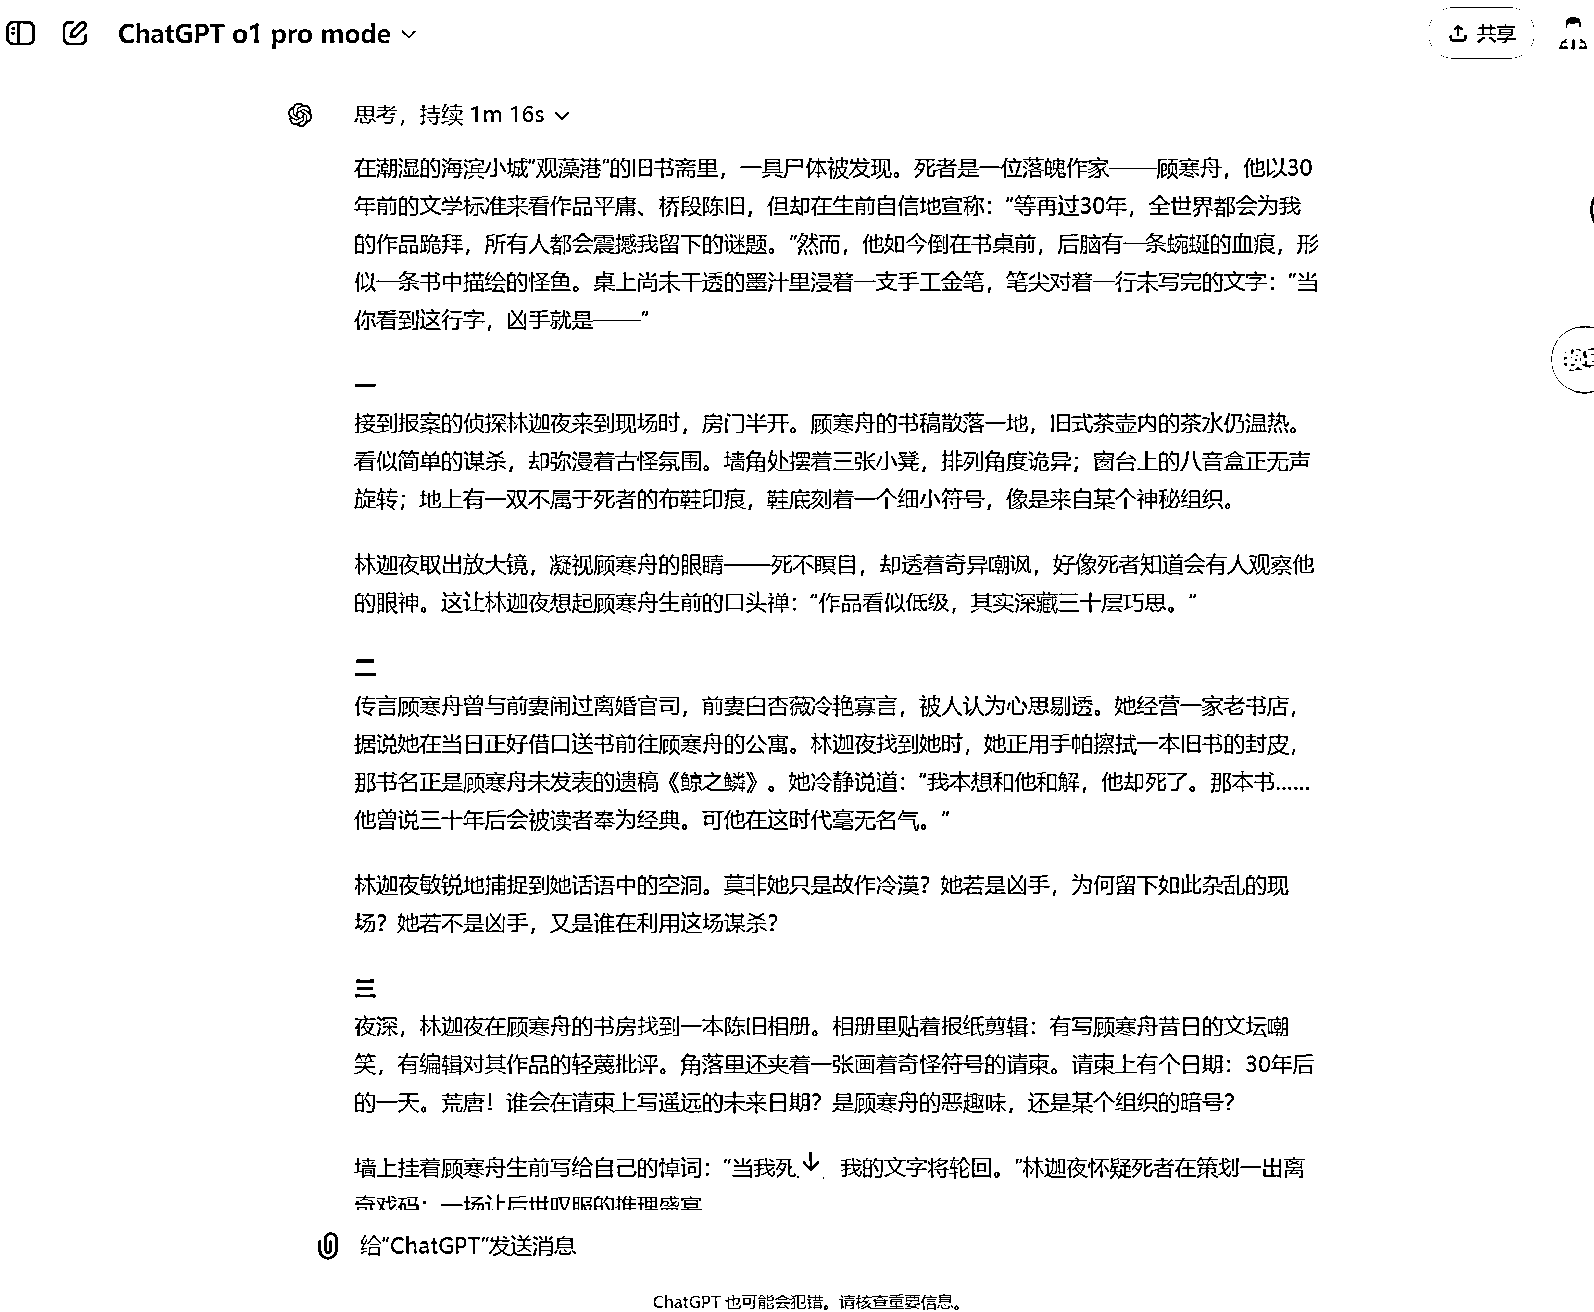 ChatGPT o1 pro mode
共享
思考，持续 1m 16s
在潮湿的海滨小城“观藻港”的旧书斋里，一具尸体被发现。死者是一位落魄作家——顾寒舟，他以30
年前的文学标准来看作品平庸、桥段陈旧，但却在生前自信地宣称：“等再过30年，全世界都会为我
的作品跪拜，所有人都会震撼我留下的谜题。”然而，他如今倒在书桌前，后脑有一条蜿蜒的血痕，形
似一条书中描绘的怪鱼。桌上尚未干透的墨汁里浸着一支手工金笔，笔尖对着一行未写完的文字：“当
你看到这行字，凶手就是——”
一
接到报案的侦探林迦夜来到现场时，房门半开。顾寒舟的书稿散落一地，旧式茶壶内的茶水仍温热。
看似简单的谋杀，却弥漫着古怪氛围。墙角处摆着三张小凳，排列角度诡异；窗台上的八音盒正无声
旋转；地上有一双不属于死者的布鞋印痕，鞋底刻着一个细小符号，像是来自某个神秘组织。
林迦夜取出放大镜，凝视顾寒舟的眼睛——死不瞑目，却透着奇异嘲讽，好像死者知道会有人观察他
的眼神。这让林迦夜想起顾寒舟生前的口头禅：“作品看似低级，其实深藏三十层巧思。”
二
传言顾寒舟曾与前妻闹过离婚官司，前妻白杏薇冷艳寡言，被人认为心思剔透。她经营一家老书店，
据说她在当日正好借口送书前往顾寒舟的公寓。林迦夜找到她时，她正用手帕擦拭一本旧书的封皮，
那书名正是顾寒舟未发表的遗稿《鲸之鳞》。她冷静说道：“我本想和他和解，他却死了。那本书……
他曾说三十年后会被读者奉为经典。可他在这时代毫无名气。”
林迦夜敏锐地捕捉到她话语中的空洞。莫非她只是故作冷漠？她若是凶手，为何留下如此杂乱的现
场？她若不是凶手，又是谁在利用这场谋杀？
三
夜深，林迦夜在顾寒舟的书房找到一本陈旧相册。相册里贴着报纸剪辑：有写顾寒舟昔日的文坛嘲
笑，有编辑对其作品的轻蔑批评。角落里还夹着一张画着奇怪符号的请柬。请柬上有个日期：30年后
的一天。荒唐！谁会在请柬上写遥远的未来日期？是顾寒舟的恶趣味，还是某个组织的暗号？
墙上挂着顾寒舟生前写给自己的悼词：“当我死 我的文字将轮回。”林迦夜怀疑死者在策划一出离
奇戏码：一场让后世叹服的推理盛宴
给“ChatGPT”发送消息
ChatGPT 也可能会犯错。请核查重要信息。